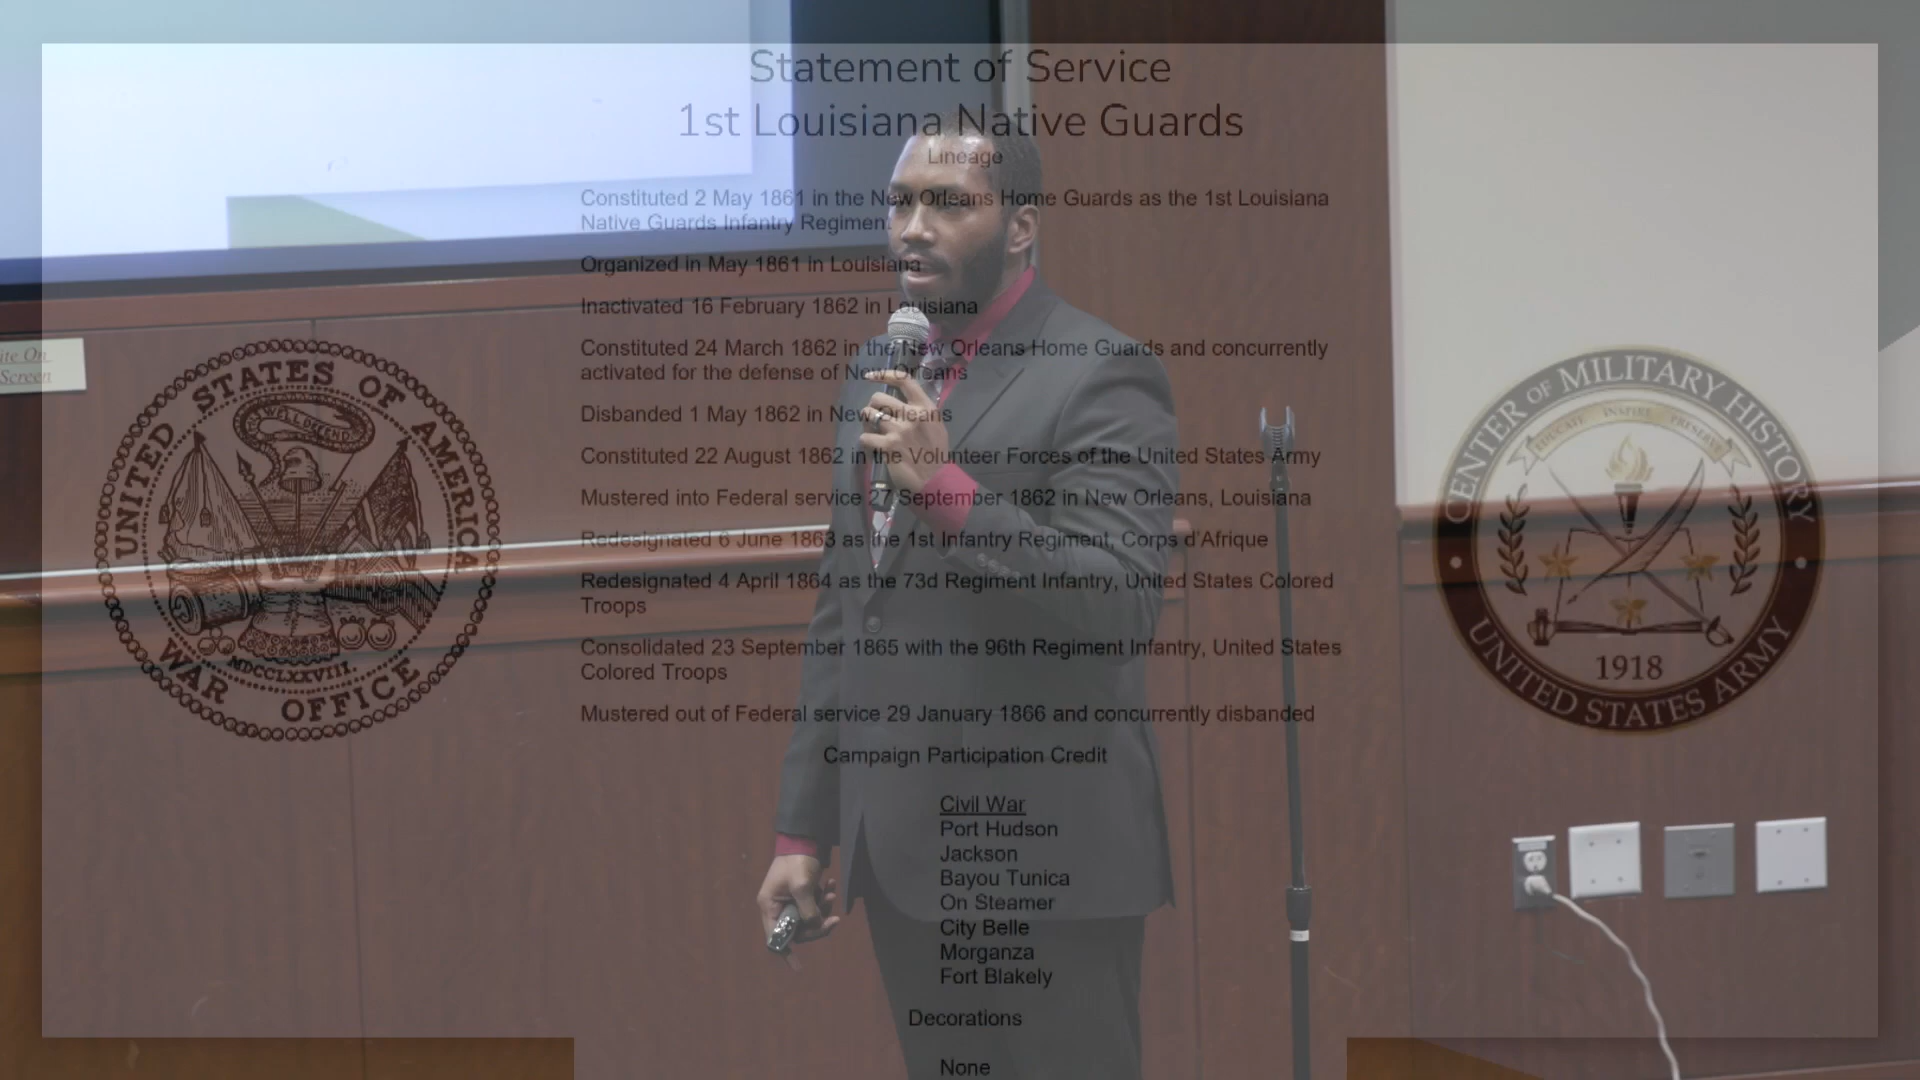 Statement of Service
1st Louisiana Native Guards
Lineage
Constituted 2 May 1861 in the New Orleans Home Guards as the 1st Louisiana
Native Guards Infantry Regiment
Organized in May 1861 in Louisiana
Inactivated 16 February 1862 in Louisiana
Constituted 24 March 1862 in the New Orleans Home Guards and concurrently
activated for the defense of New Orleans
Disbanded 1 May 1862 in New Orleans
Constituted 22 August 1862 in the Volunteer Forces of the United States Army
Mustered into Federal service 27 September 1862 in New Orleans, Louisiana
Redesignated 6 June 1863 as the 1st Infantry Regiment, Corps d'Afrique
Redesignated 4 April 1864 as the 73d Regiment Infantry, United States Colored
Troops
Consolidated 23 September 1865 with the 96th Regiment Infantry, United States
Colored Troops
Mustered out of Federal service 29 January 1866 and concurrently disbanded
Campaign Participation Credit
Civil War
Port Hudson
Jackson
Bayou Tunica
On Steamer
City Belle
Morganza
Fort Blakely
Decorations
None
ite On
Screen
UNITED STATES OF AMERICA
WAR OFFICE
THIS WE'LL DEFEND
MDCCLXXVIII
CENTER OF MILITARY HISTORY
EDUCATE INSPIRE PRESERVE
1918
UNITED STATES ARMY